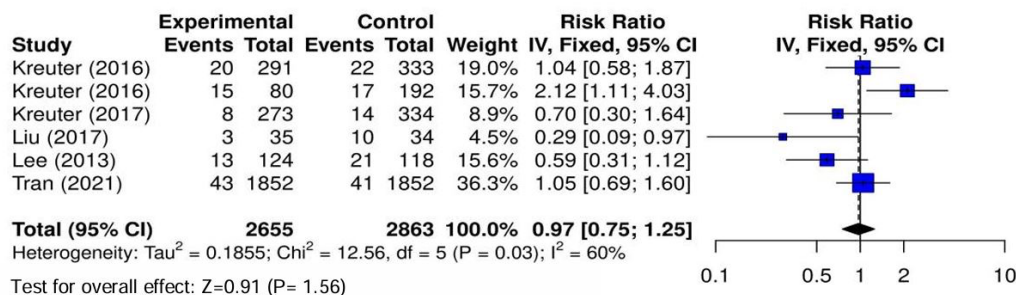 Experimental Control Risk Ratio Risk Ratio
Study Events Total Events Total Weight IV, Fixed, 95% CI IV, Fixed, 95% CI
Kreuter (2016) 20 291 22 333 19.0% 1.04 [0.58; 1.87]
Kreuter (2016) 15 80 17 192 15.7% 2.12 [1.11; 4.03]
Kreuter (2017) 8 273 14 334 8.9% 0.70 [0.30; 1.64]
Liu (2017) 3 35 10 34 4.5% 0.29 [0.09; 0.97]
Lee (2013) 13 124 21 118 15.6% 0.59 [0.31; 1.12]
Tran (2021) 43 1852 41 1852 36.3% 1.05 [0.69; 1.60]
Total (95% CI) 2655 2863 100.0% 0.97 [0.75; 1.25]
Heterogeneity: Tau² = 0.1855; Chi² = 12.56, df = 5 (P = 0.03); I² = 60%
0.1 0.5 1 2 10
Test for overall effect: Z=0.91 (P= 1.56)